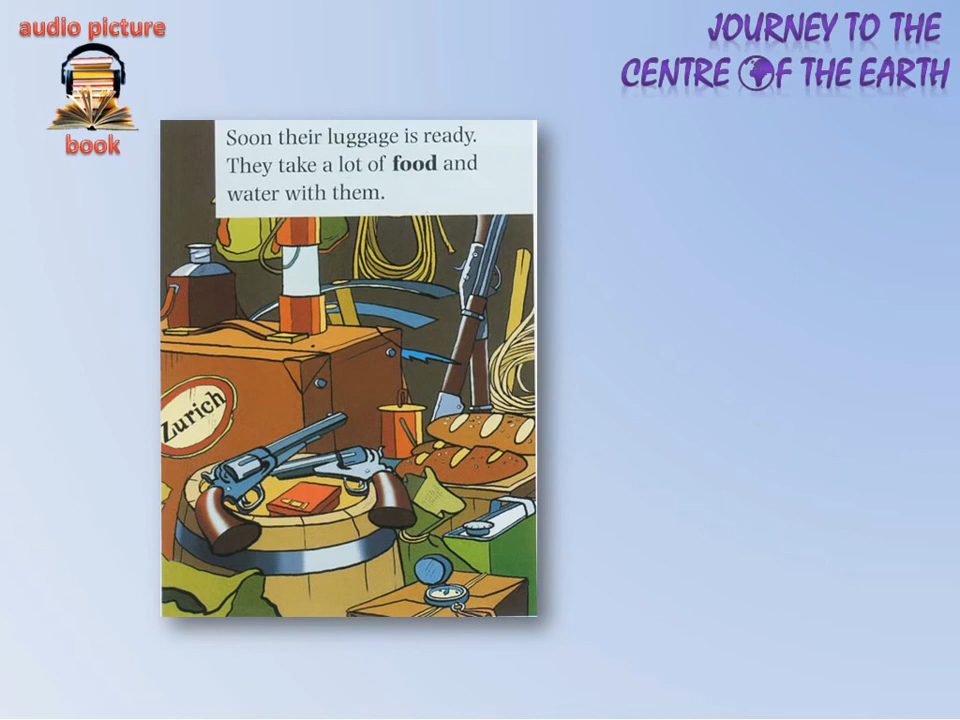 audio picture
book
JOURNEY TO THE
CENTRE OF THE EARTH
Soon their luggage is ready.
They take a lot of food and
water with them.
Zurich